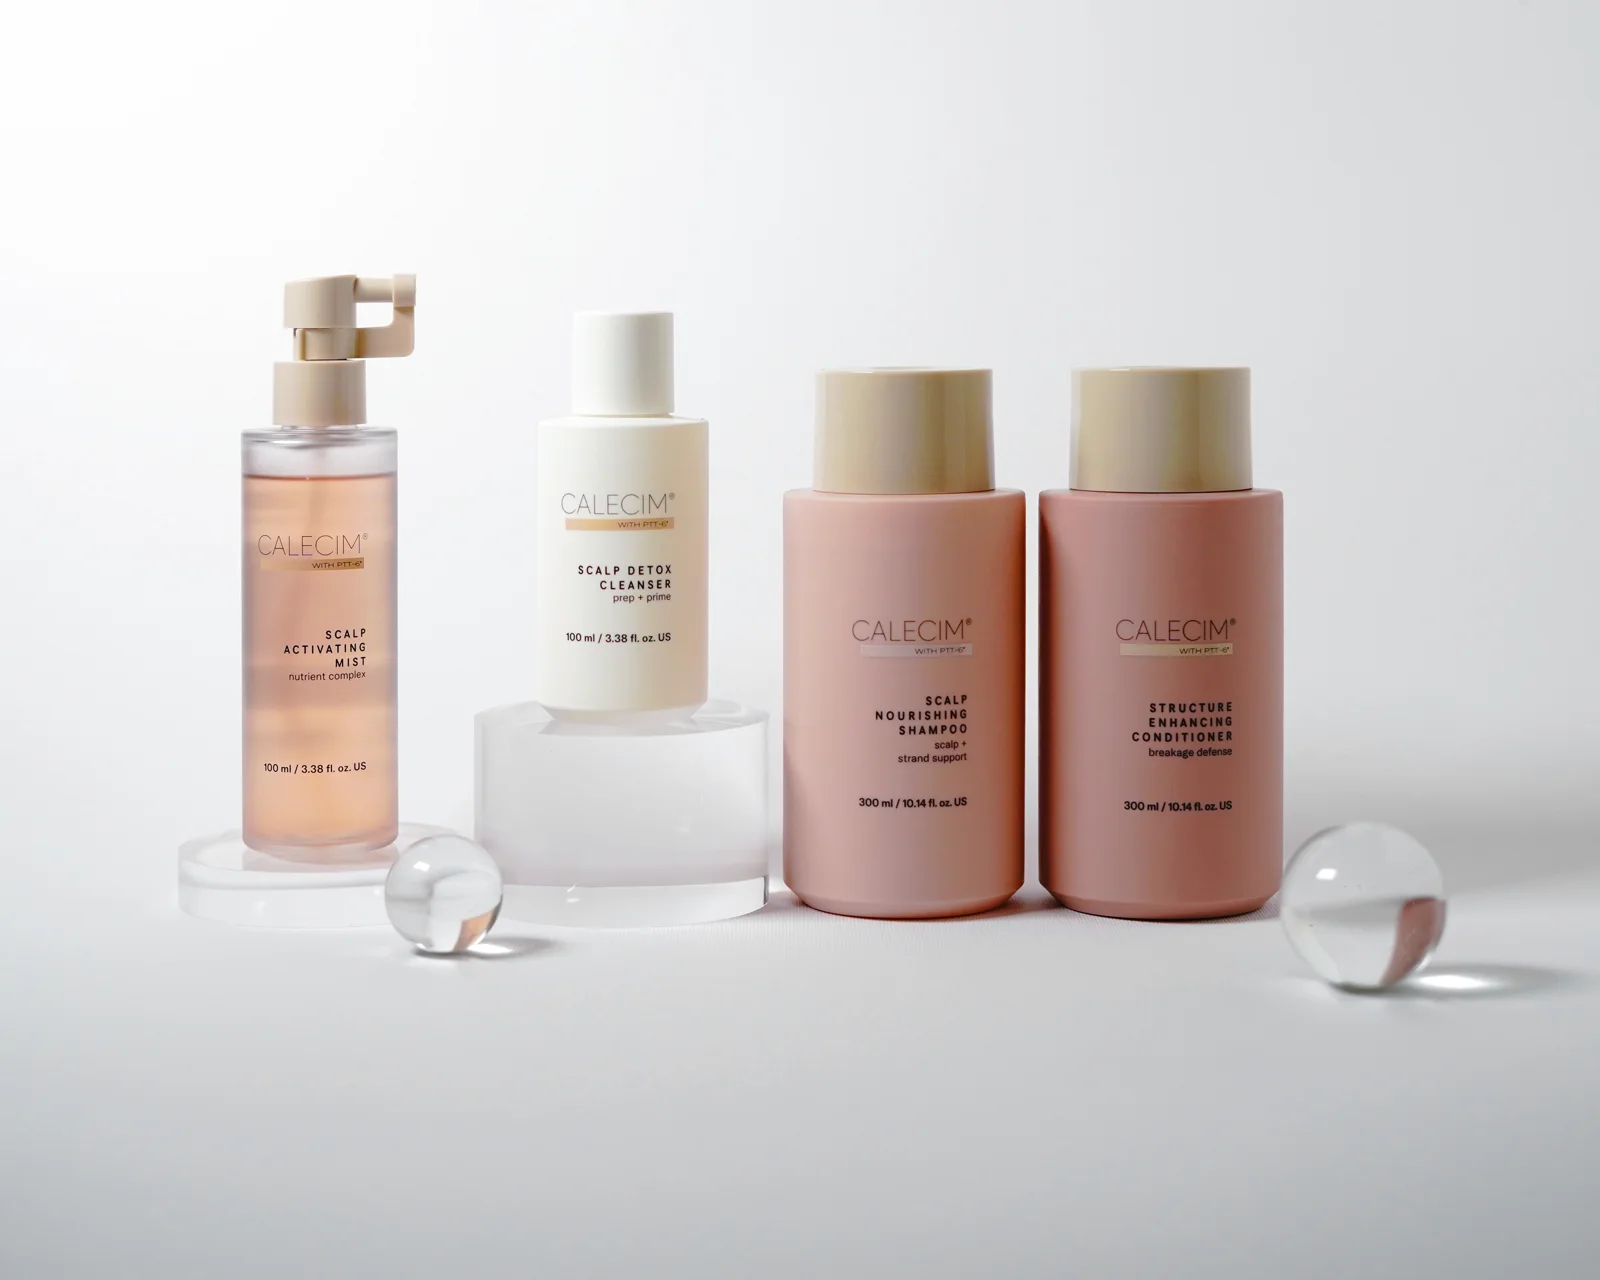 CALECIM®
WITH PTT-6®
SCALP
ACTIVATING
MIST
nutrient complex
100 ml / 3.38 fl. oz. US
CALECIM®
WITH PTT-6®
SCALP DETOX
CLEANSER
prep + prime
100 ml / 3.38 fl. oz. US
CALECIM®
WITH PTT-6®
SCALP
NOURISHING
SHAMPOO
scalp +
strand support
300 ml / 10.14 fl. oz. US
CALECIM®
WITH PTT-6®
STRUCTURE
ENHANCING
CONDITIONER
breakage defense
300 ml / 10.14 fl. oz. US